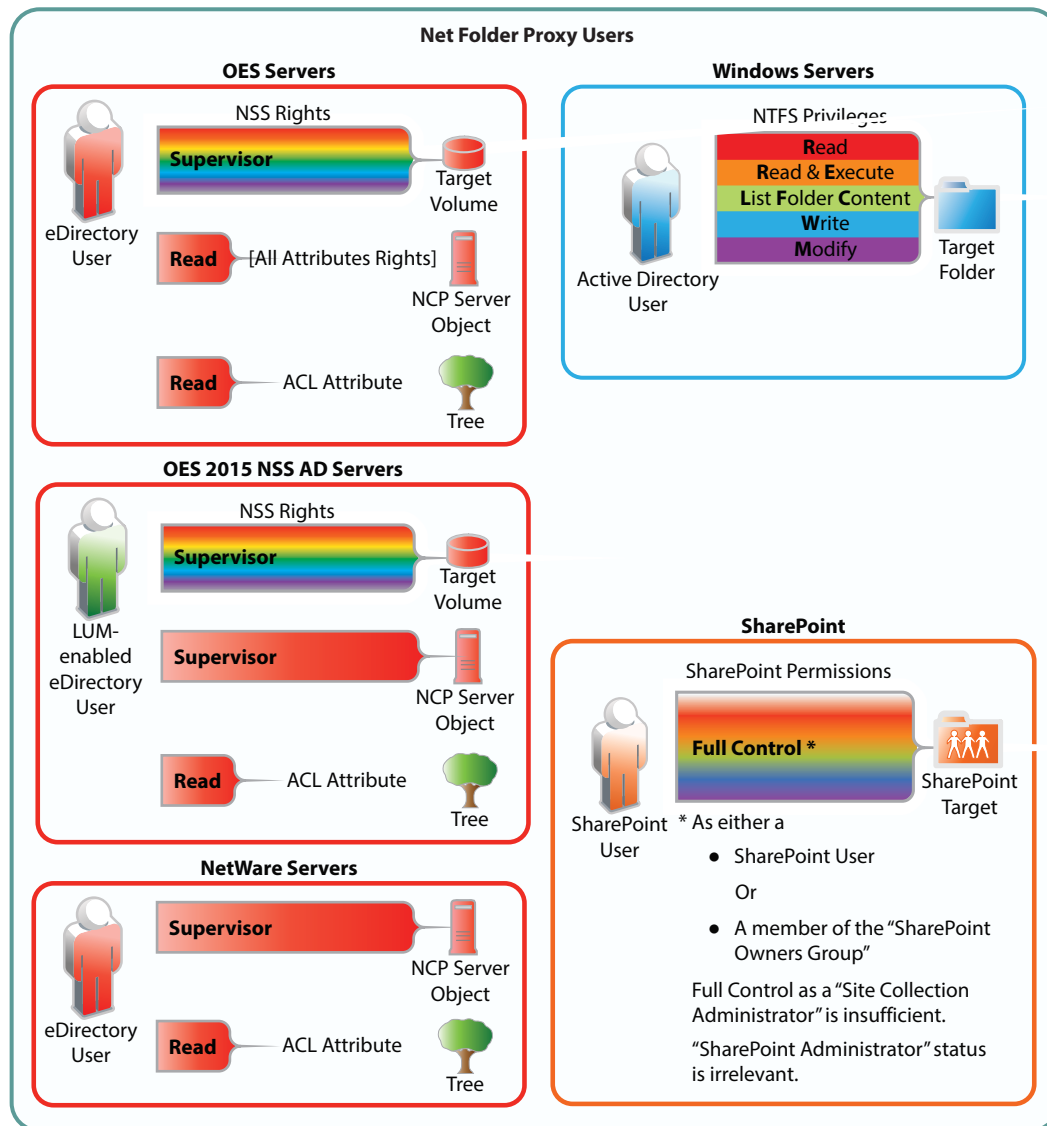 Net Folder Proxy Users
OES Servers
NSS Rights
Supervisor
Target
Volume
eDirectory
User
Read
[All Attributes Rights]
NCP Server
Object
Read
ACL Attribute
Tree
Windows Servers
NTFS Privileges
Read
Read & Execute
List Folder Content
Write
Modify
Active Directory
User
Target
Folder
OES 2015 NSS AD Servers
NSS Rights
Supervisor
Target
Volume
LUM-
enabled
eDirectory
User
Supervisor
NCP Server
Object
Read
ACL Attribute
Tree
SharePoint
SharePoint Permissions
Full Control *
SharePoint
User
SharePoint
Target
* As either a
● SharePoint User
Or
● A member of the “SharePoint
Owners Group”
Full Control as a “Site Collection
Administrator” is insufficient.
“SharePoint Administrator” status
is irrelevant.
NetWare Servers
Supervisor
NCP Server
Object
eDirectory
User
Read
ACL Attribute
Tree